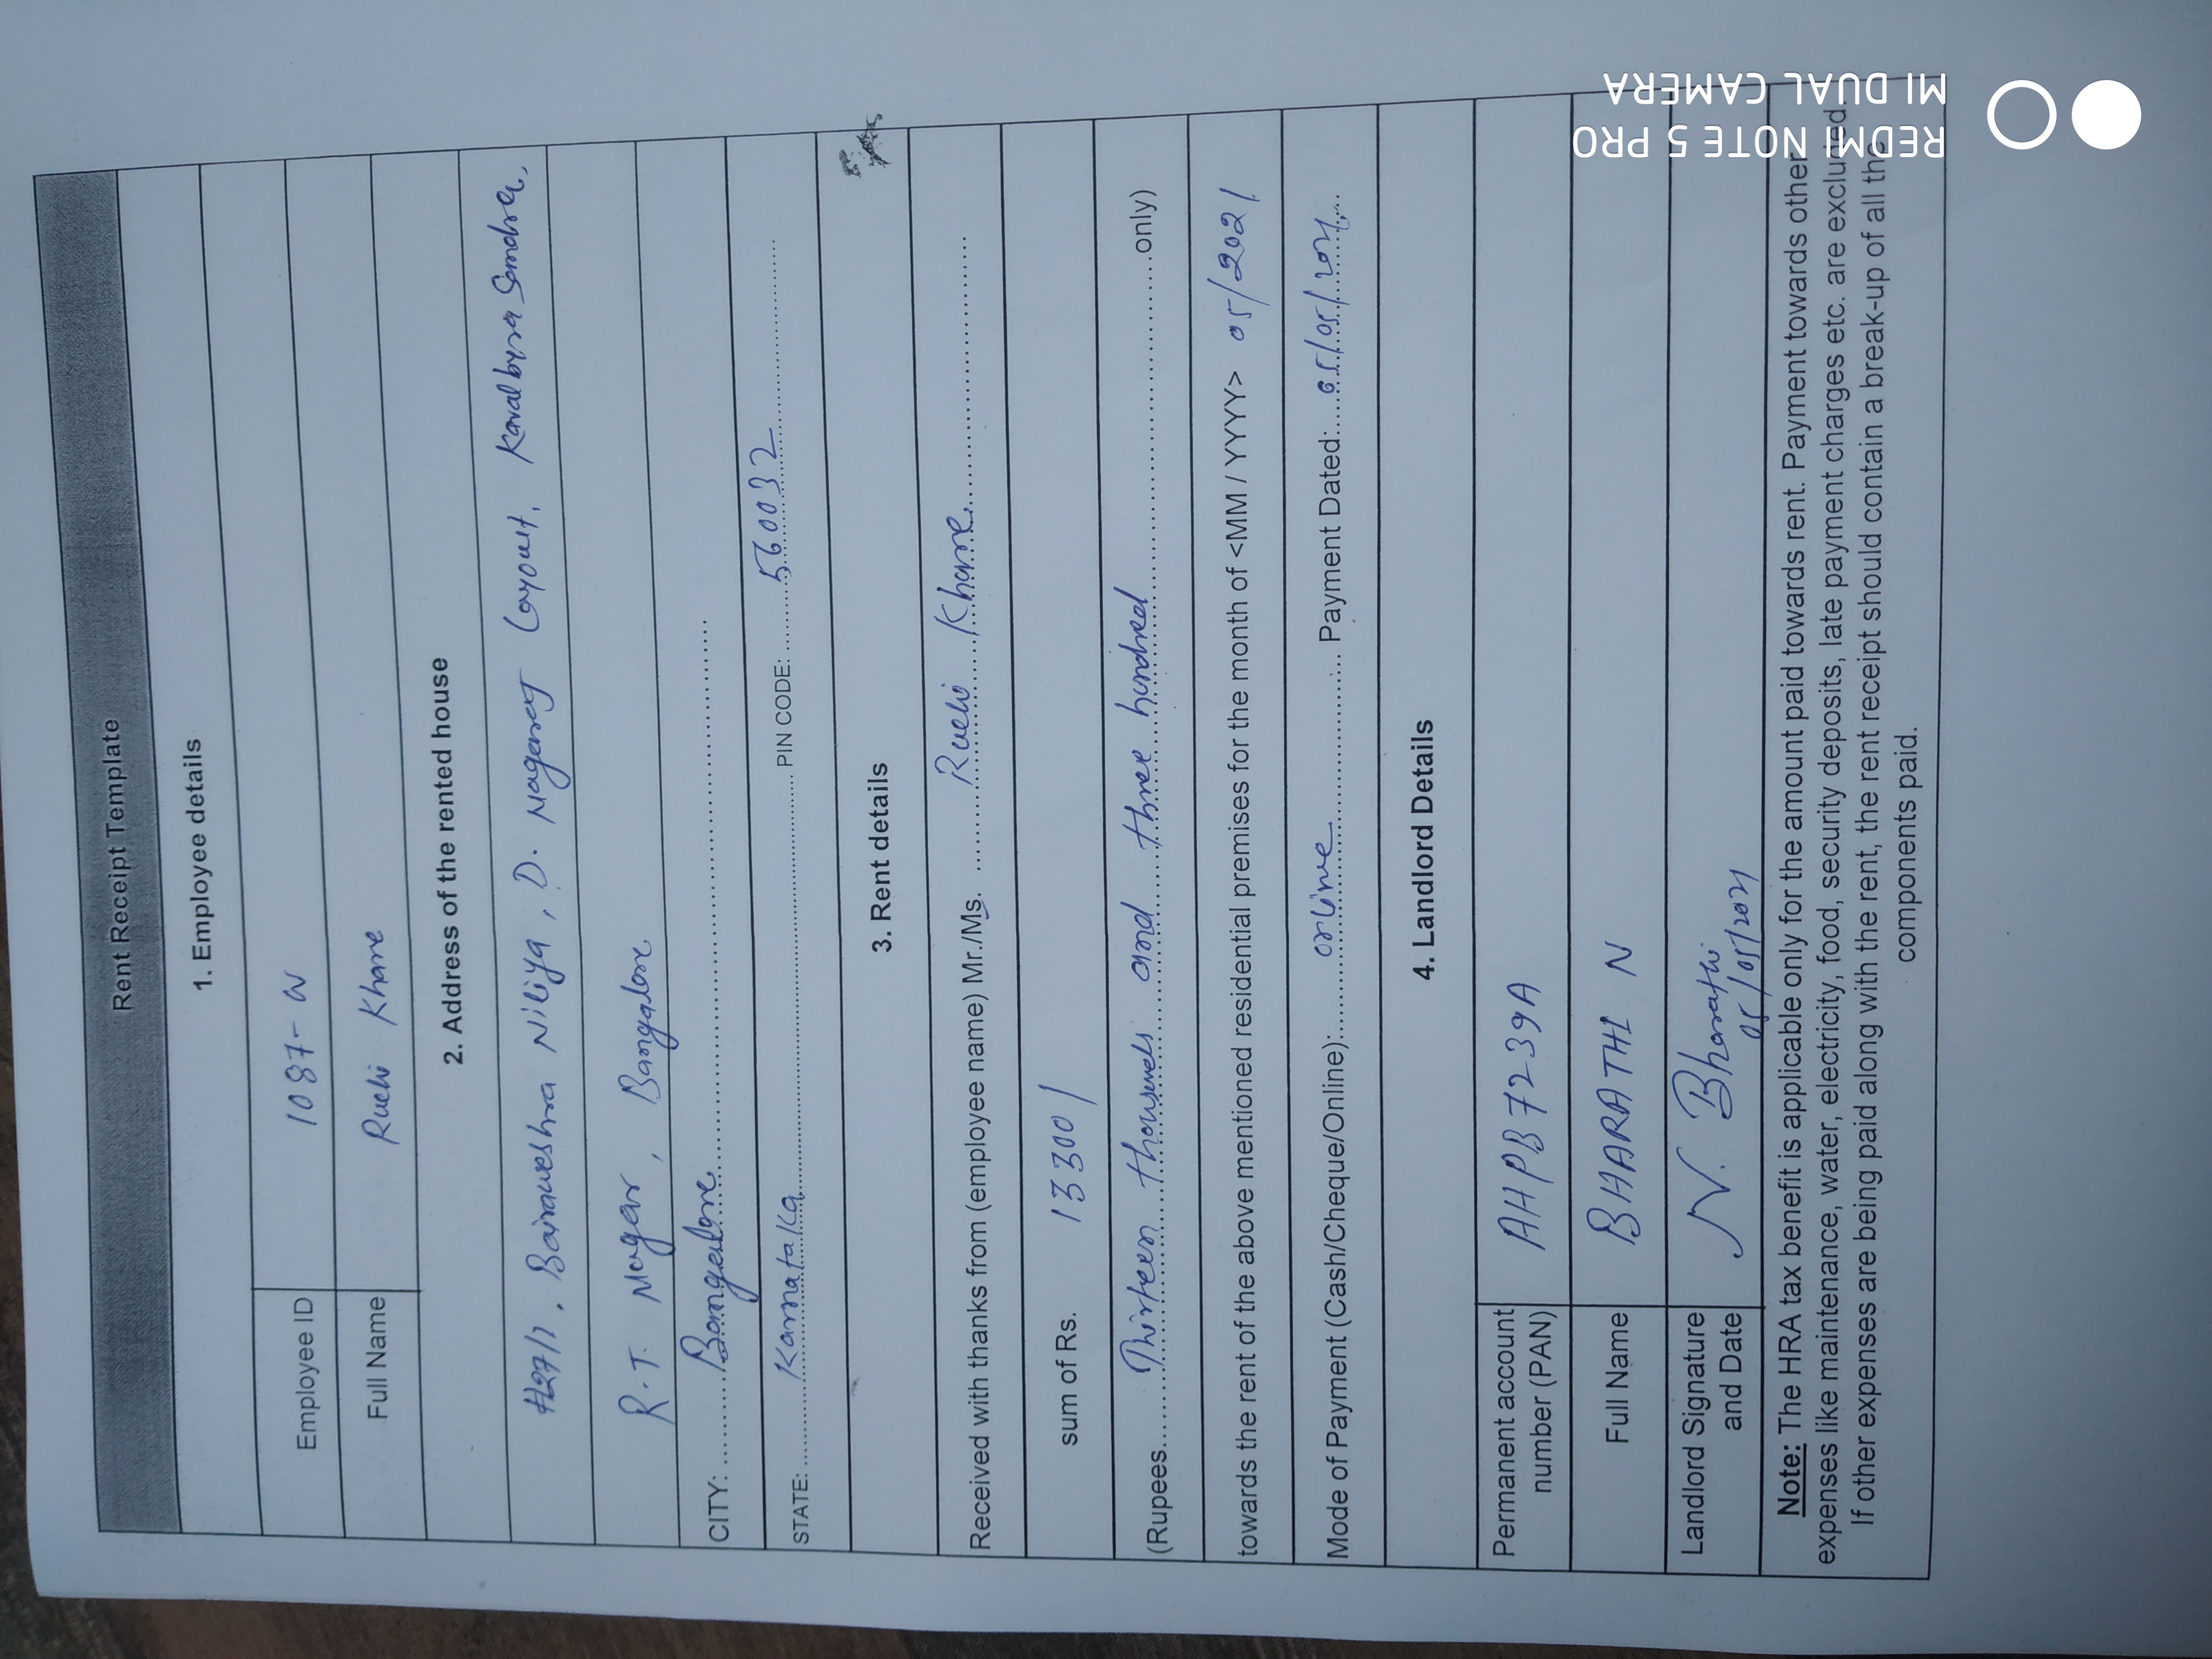 Rent Receipt Template
1. Employee details
Employee ID 1087-W
Full Name Ruchi Khare
2. Address of the rented house
#27/1, Bairaweshra Niliya, D. Nagenay Layout, Kavalbyra Sandra,
R.T. Nagar, Bangalore
CITY: Bangalore
STATE: Karnataka PIN CODE: 560032
3. Rent details
Received with thanks from (employee name) Mr./Ms. Ruchi Khare
sum of Rs. 13300/
(Rupees Thirteen thousands and three hundred only)
towards the rent of the above mentioned residential premises for the month of <MM / YYYY> 05/2021
Mode of Payment (Cash/Cheque/Online): online Payment Dated: 05/05/2021
4. Landlord Details
Permanent account number (PAN) AHPB7239A
Full Name BHARATHI N
Landlord Signature and Date N. Bharathi
05/05/2021
Note: The HRA tax benefit is applicable only for the amount paid towards rent. Payment towards other
expenses like maintenance, water, electricity, food, security deposits, late payment charges etc. are excluded.
If other expenses are being paid along with the rent, the rent receipt should contain a break-up of all the
components paid.
REDMI NOTE 5 PRO
MI DUAL CAMERA